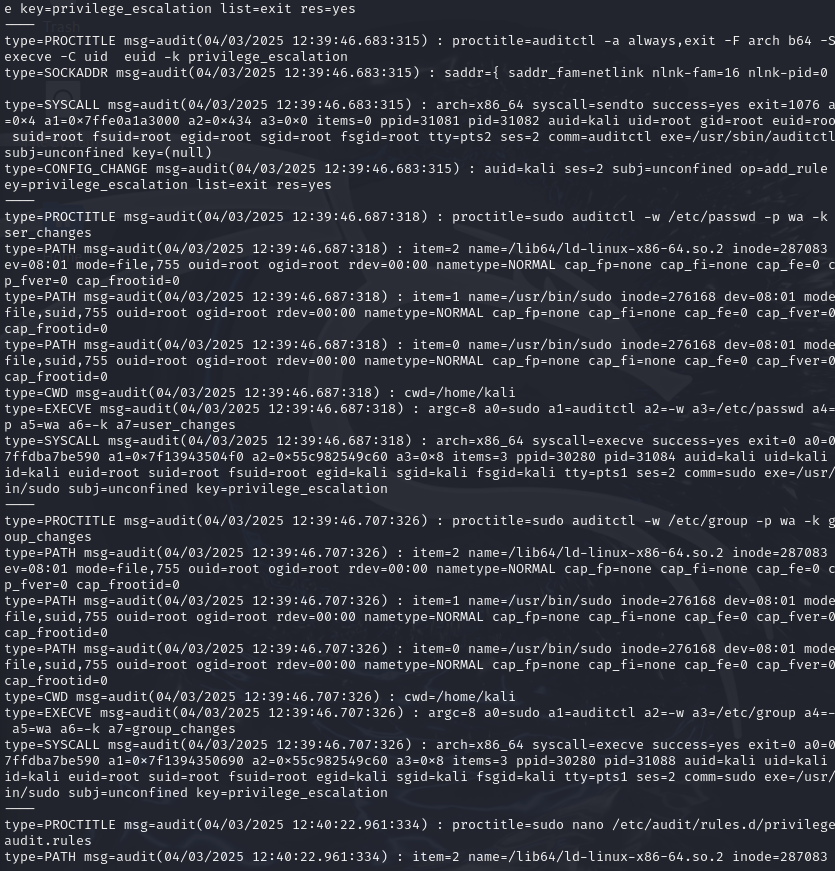 e key=privilege_escalation list=exit res=yes
----
type=PROCTITLE msg=audit(04/03/2025 12:39:46.683:315) : proctitle=auditctl -a always,exit -F arch b64 -S
execve -C uid  euid -k privilege_escalation
type=SOCKADDR msg=audit(04/03/2025 12:39:46.683:315) : saddr={ saddr_fam=netlink nlnk-fam=16 nlnk-pid=0
type=SYSCALL msg=audit(04/03/2025 12:39:46.683:315) : arch=x86_64 syscall=sendto success=yes exit=1076 a
=0×4 a1=0×7ffe0a1a3000 a2=0×434 a3=0×0 items=0 ppid=31081 pid=31082 auid=kali uid=root gid=root euid=roo
suid=root fsuid=root egid=root sgid=root fsgid=root tty=pts2 ses=2 comm=auditctl exe=/usr/sbin/auditctl
subj=unconfined key=(null)
type=CONFIG_CHANGE msg=audit(04/03/2025 12:39:46.683:315) : auid=kali ses=2 subj=unconfined op=add_rule
ey=privilege_escalation list=exit res=yes
----
type=PROCTITLE msg=audit(04/03/2025 12:39:46.687:318) : proctitle=sudo auditctl -w /etc/passwd -p wa -k
ser_changes
type=PATH msg=audit(04/03/2025 12:39:46.687:318) : item=2 name=/lib64/ld-linux-x86-64.so.2 inode=287083
ev=08:01 mode=file,755 ouid=root ogid=root rdev=00:00 nametype=NORMAL cap_fp=none cap_fi=none cap_fe=0 c
p_fver=0 cap_frootid=0
type=PATH msg=audit(04/03/2025 12:39:46.687:318) : item=1 name=/usr/bin/sudo inode=276168 dev=08:01 mode
file,suid,755 ouid=root ogid=root rdev=00:00 nametype=NORMAL cap_fp=none cap_fi=none cap_fe=0 cap_fver=0
cap_frootid=0
type=PATH msg=audit(04/03/2025 12:39:46.687:318) : item=0 name=/usr/bin/sudo inode=276168 dev=08:01 mode
file,suid,755 ouid=root ogid=root rdev=00:00 nametype=NORMAL cap_fp=none cap_fi=none cap_fe=0 cap_fver=0
cap_frootid=0
type=CWD msg=audit(04/03/2025 12:39:46.687:318) : cwd=/home/kali
type=EXECVE msg=audit(04/03/2025 12:39:46.687:318) : argc=8 a0=sudo a1=auditctl a2=-w a3=/etc/passwd a4=
p a5=wa a6=-k a7=user_changes
type=SYSCALL msg=audit(04/03/2025 12:39:46.687:318) : arch=x86_64 syscall=execve success=yes exit=0 a0=0
7ffdba7be590 a1=0×7f13943504f0 a2=0×55c982549c60 a3=0×8 items=3 ppid=30280 pid=31084 auid=kali uid=kali
id=kali euid=root suid=root fsuid=root egid=kali sgid=kali fsgid=kali tty=pts1 ses=2 comm=sudo exe=/usr/
in/sudo subj=unconfined key=privilege_escalation
----
type=PROCTITLE msg=audit(04/03/2025 12:39:46.707:326) : proctitle=sudo auditctl -w /etc/group -p wa -k g
oup_changes
type=PATH msg=audit(04/03/2025 12:39:46.707:326) : item=2 name=/lib64/ld-linux-x86-64.so.2 inode=287083
ev=08:01 mode=file,755 ouid=root ogid=root rdev=00:00 nametype=NORMAL cap_fp=none cap_fi=none cap_fe=0 c
p_fver=0 cap_frootid=0
type=PATH msg=audit(04/03/2025 12:39:46.707:326) : item=1 name=/usr/bin/sudo inode=276168 dev=08:01 mode
file,suid,755 ouid=root ogid=root rdev=00:00 nametype=NORMAL cap_fp=none cap_fi=none cap_fe=0 cap_fver=0
cap_frootid=0
type=PATH msg=audit(04/03/2025 12:39:46.707:326) : item=0 name=/usr/bin/sudo inode=276168 dev=08:01 mode
file,suid,755 ouid=root ogid=root rdev=00:00 nametype=NORMAL cap_fp=none cap_fi=none cap_fe=0 cap_fver=0
cap_frootid=0
type=CWD msg=audit(04/03/2025 12:39:46.707:326) : cwd=/home/kali
type=EXECVE msg=audit(04/03/2025 12:39:46.707:326) : argc=8 a0=sudo a1=auditctl a2=-w a3=/etc/group a4=-
a5=wa a6=-k a7=group_changes
type=SYSCALL msg=audit(04/03/2025 12:39:46.707:326) : arch=x86_64 syscall=execve success=yes exit=0 a0=0
7ffdba7be590 a1=0×7f1394350690 a2=0×55c982549c60 a3=0×8 items=3 ppid=30280 pid=31088 auid=kali uid=kali
id=kali euid=root suid=root fsuid=root egid=kali sgid=kali fsgid=kali tty=pts1 ses=2 comm=sudo exe=/usr/
in/sudo subj=unconfined key=privilege_escalation
----
type=PROCTITLE msg=audit(04/03/2025 12:40:22.961:334) : proctitle=sudo nano /etc/audit/rules.d/privilege
audit.rules
type=PATH msg=audit(04/03/2025 12:40:22.961:334) : item=2 name=/lib64/ld-linux-x86-64.so.2 inode=287083